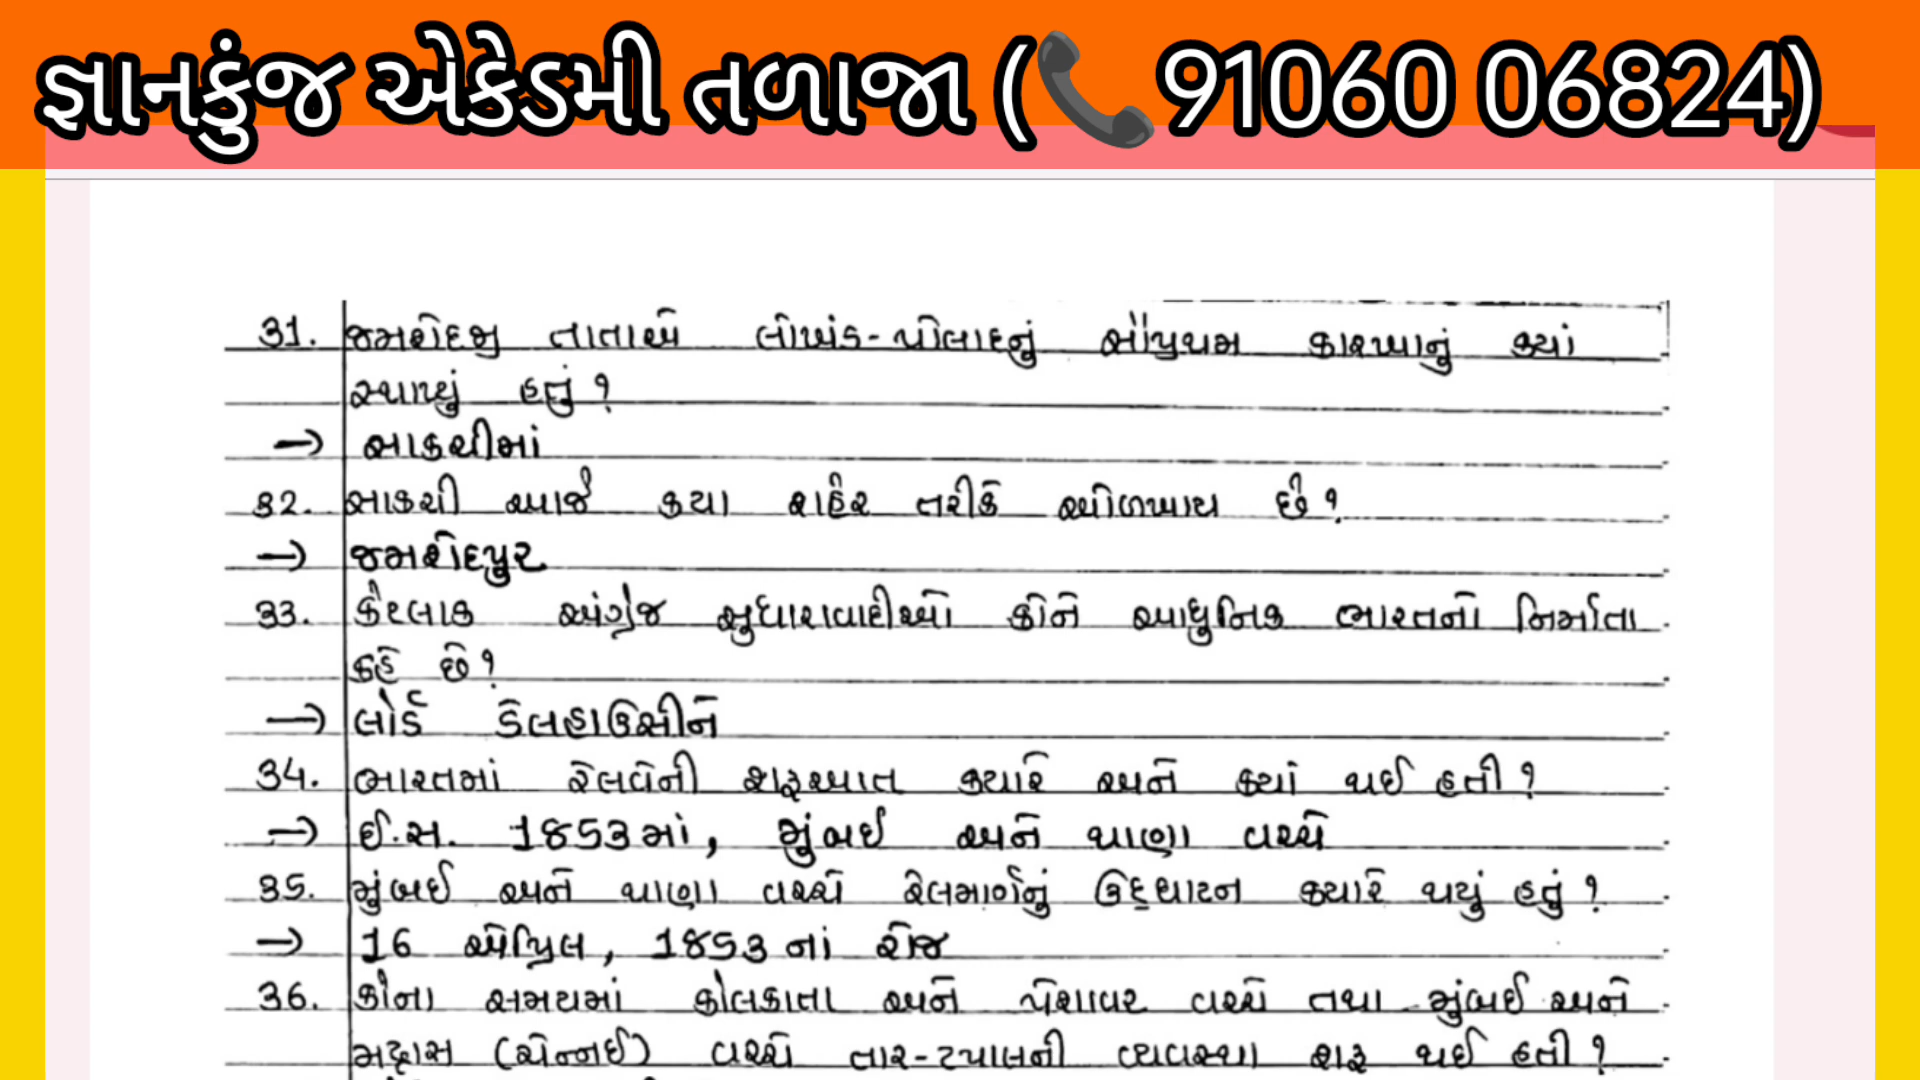 જ્ઞાનકુંજ એકેડમી તળાજા (📞91060 06824)
31. જમશેદજી તાતાએ લોખંડ-પોલાદનું સૌપ્રથમ કારખાનું ક્યાં
સ્થાપ્યું હતું?
→ સાકચીમાં
32. સાકચી આજે કયા શહેર તરીકે ઓળખાય છે?
→ જમશેદપુર
33. કેટલાક અંગ્રેજ સુધારાવાદીઓ કોને આધુનિક ભારતનો નિર્માતા
કહે છે?
→ લોર્ડ ડેલહાઉસીને
34. ભારતમાં રેલવેની શરૂઆત ક્યારે અને ક્યાં થઈ હતી?
→ ઈ.સ. 1853માં, મુંબઈ અને થાણા વચ્ચે
35. મુંબઈ અને થાણા વચ્ચે રેલમાર્ગનું ઉદ્ઘાટન ક્યારે થયું હતું?
→ 16 એપ્રિલ, 1853નાં રોજ
36. કોના સમયમાં કોલકાતા અને પેશાવર વચ્ચે તથા મુંબઈ અને
મદ્રાસ (ચેન્નઈ) વચ્ચે તાર-ટપાલની વ્યવસ્થા શરૂ થઈ હતી?